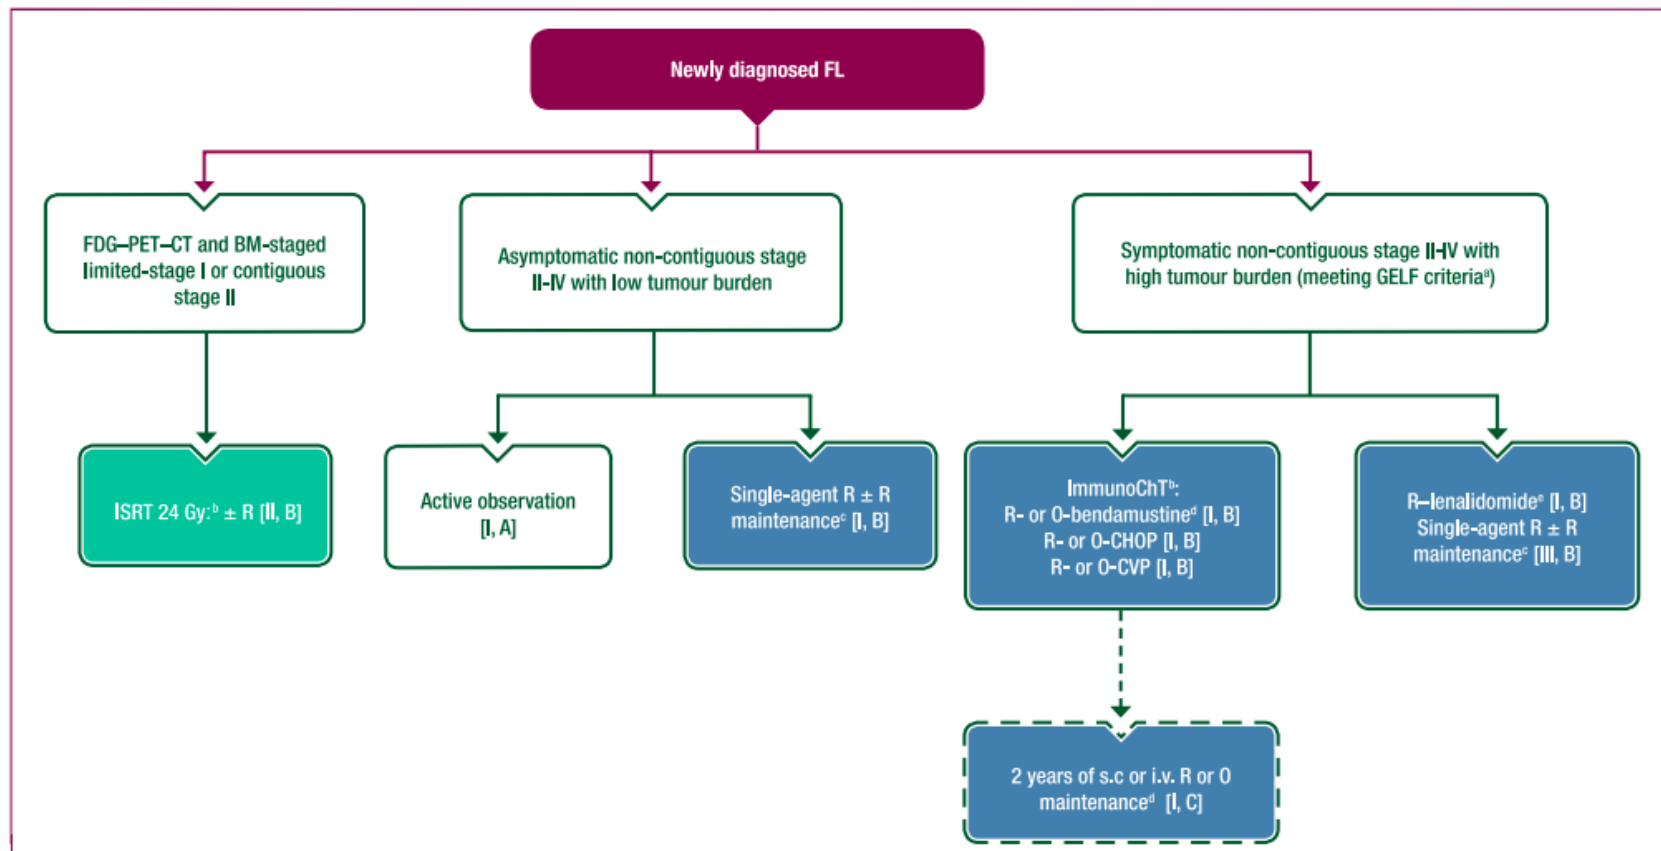 Newly diagnosed FL
FDG–PET–CT and BM-staged
limited-stage I or contiguous
stage II
Asymptomatic non-contiguous stage
II-IV with low tumour burden
Symptomatic non-contiguous stage II-IV with
high tumour burden (meeting GELF criteriaᵃ)
ISRT 24 Gy:ᵇ ± R [II, B]
Active observation
[I, A]
Single-agent R ± R
maintenanceᶜ [I, B]
ImmunoChTᵇ:
R- or O-bendamustineᵈ [I, B]
R- or O-CHOP [I, B]
R- or O-CVP [I, B]
R–lenalidomideᵉ [I, B]
Single-agent R ± R
maintenanceᶜ [III, B]
2 years of s.c or i.v. R or O
maintenanceᵈ [I, C]